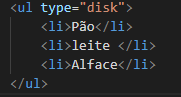 <ul type="disk">
<li>Pão</li>
<li>leite </li>
<li>Alface</li>
</ul>